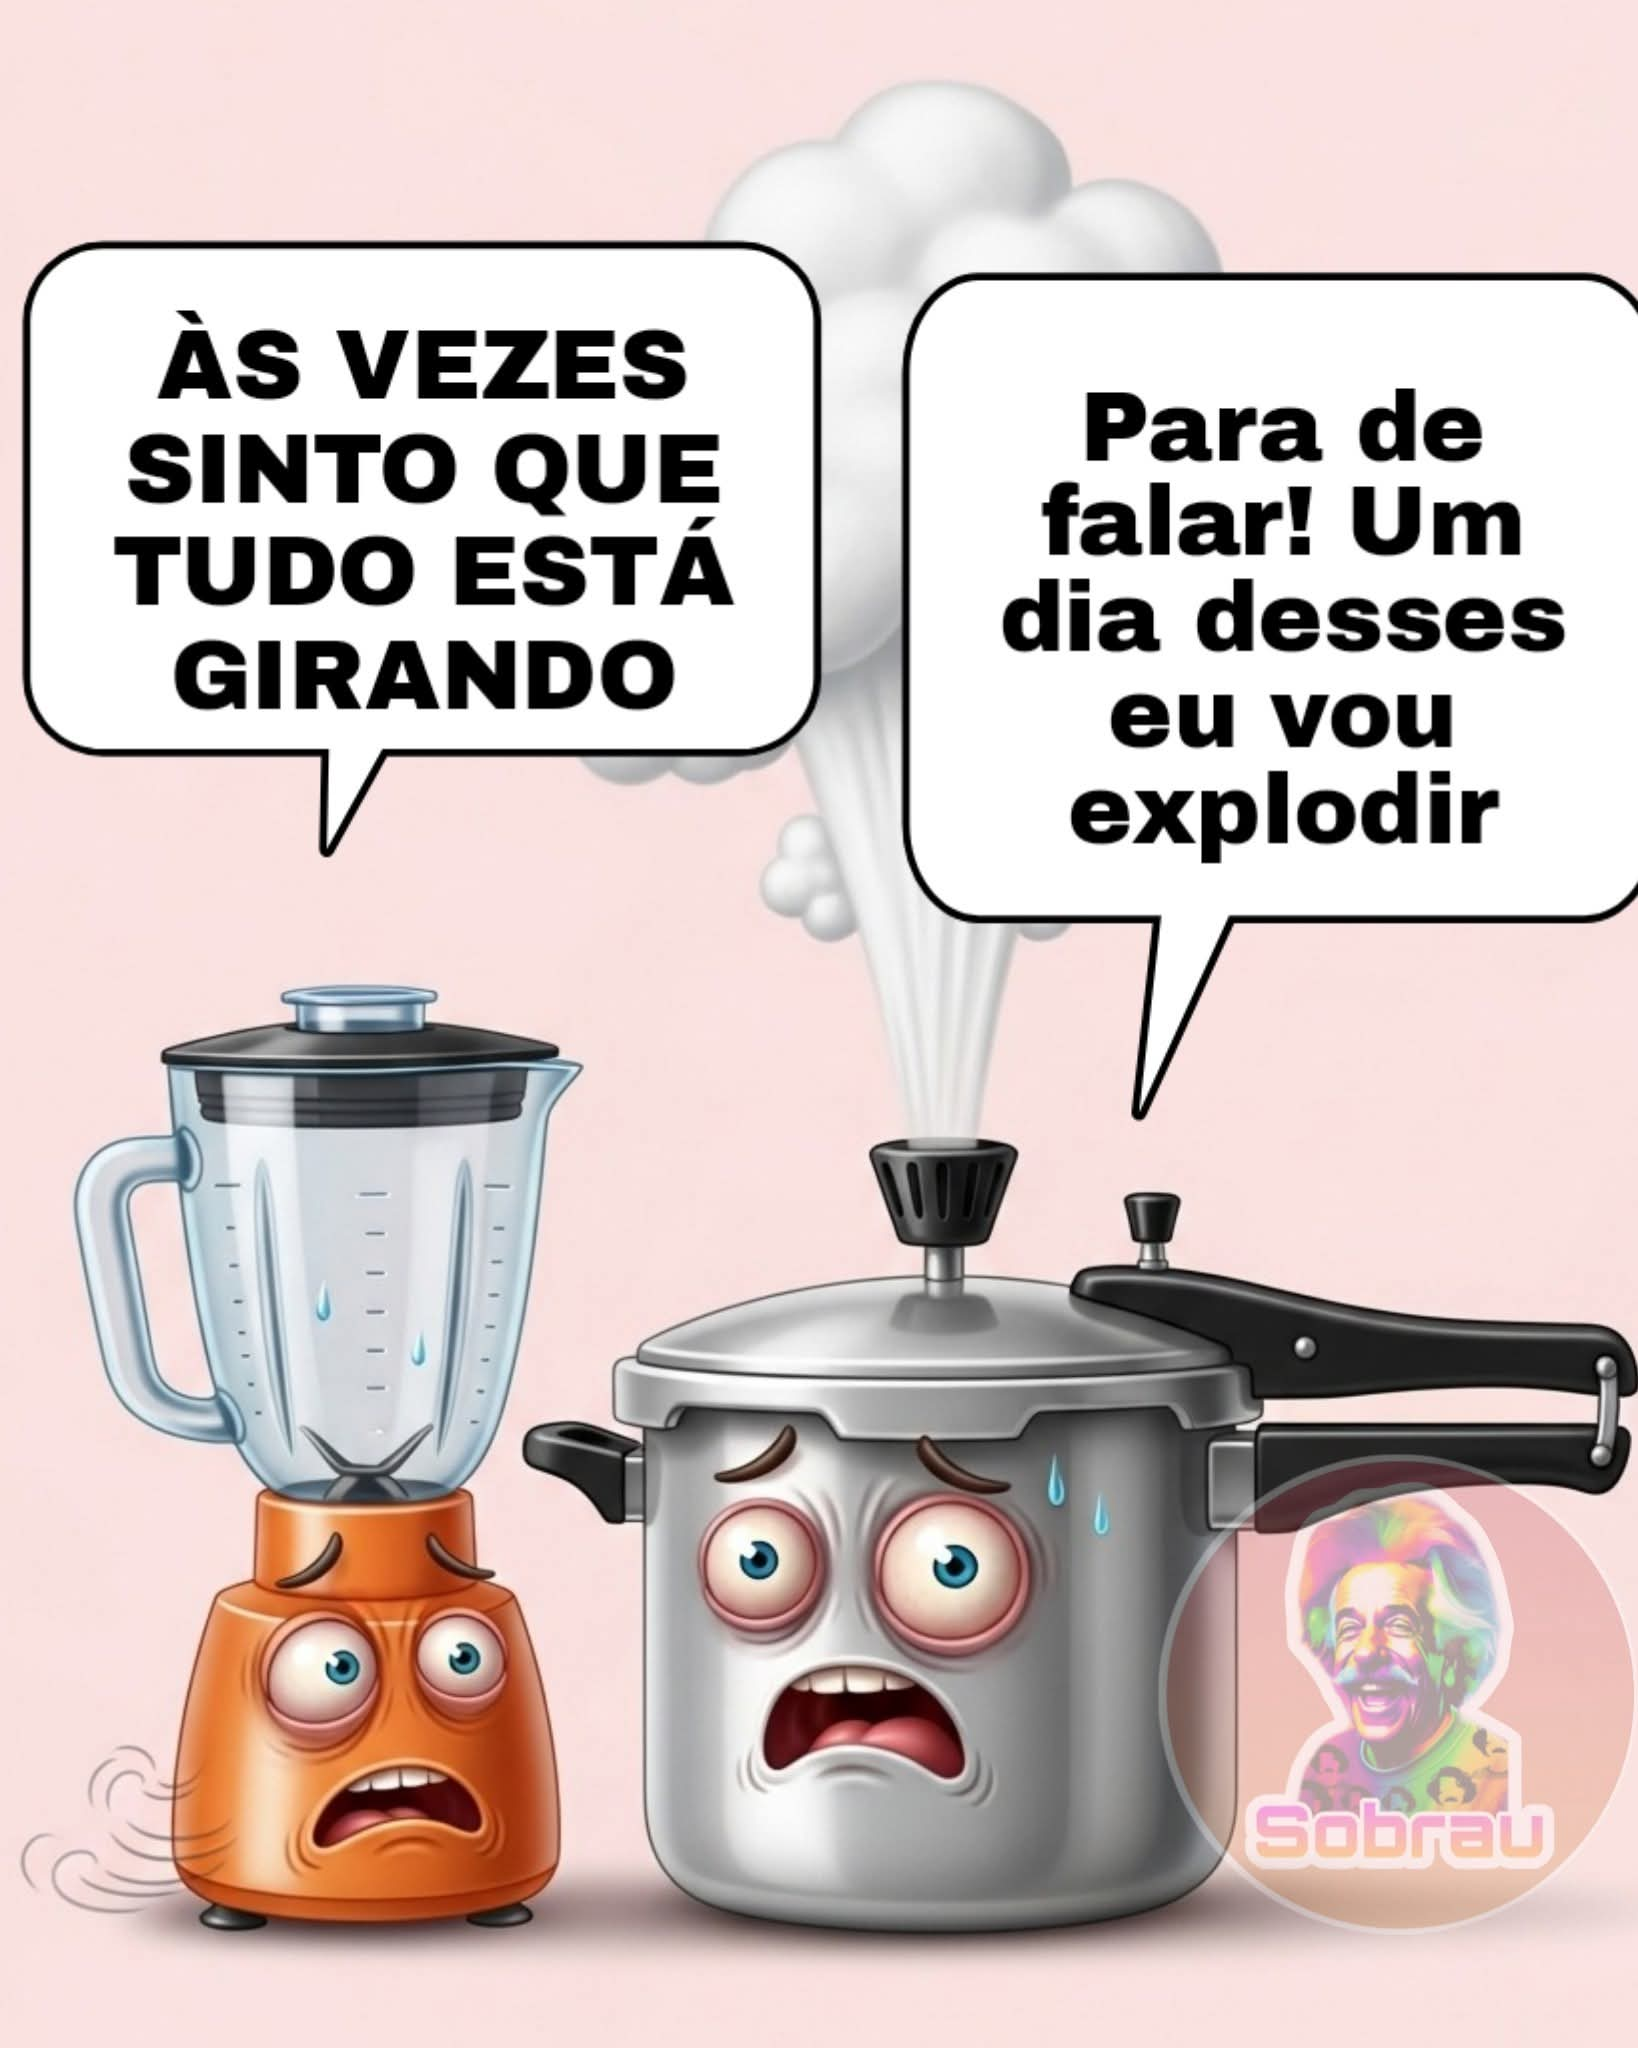 ÀS VEZES
SINTO QUE
TUDO ESTÁ
GIRANDO
Para de
falar! Um
dia desses
eu vou
explodir
Sobrau